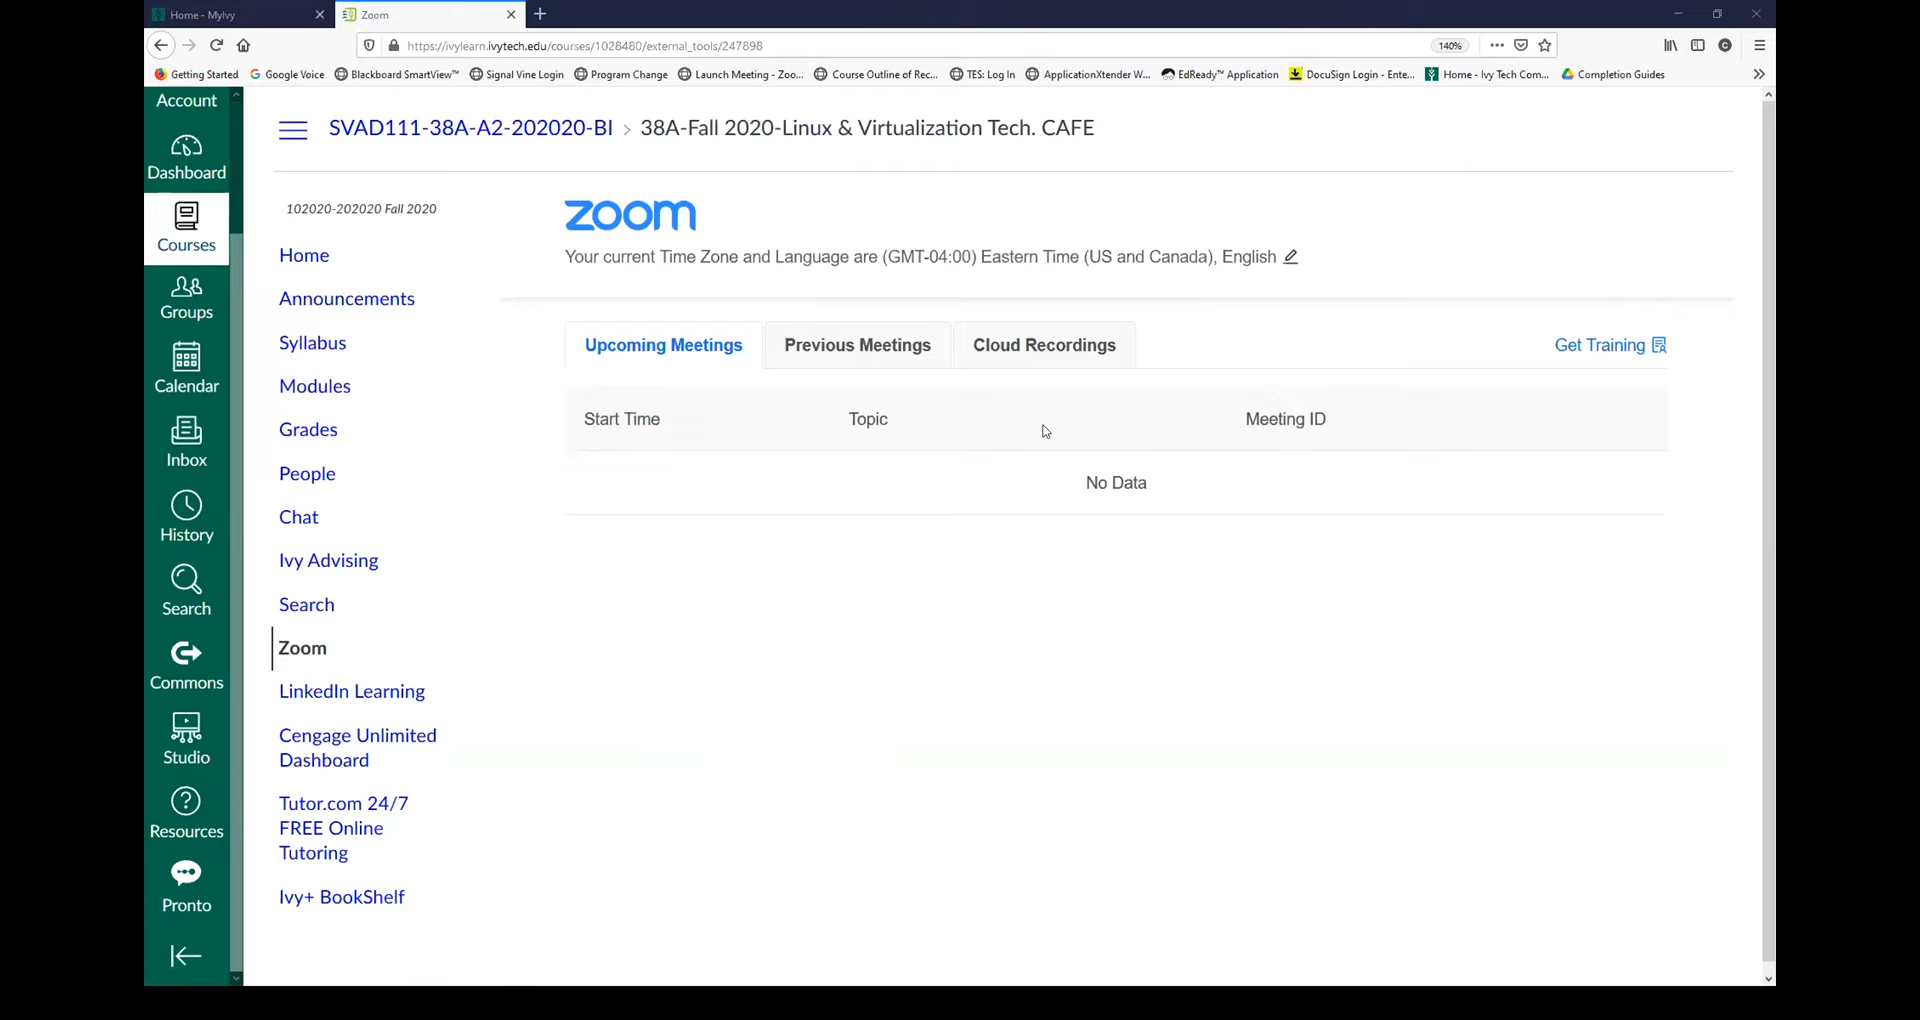 Home - MyIvy
Zoom
https://ivylearn.ivytech.edu/courses/1028480/external_tools/247898
140%
Getting Started
Google Voice
Blackboard SmartView™
Signal Vine Login
Program Change
Launch Meeting - Zoo...
Course Outline of Rec...
TES: Log In
ApplicationXtender W...
EdReady™ Application
DocuSign Login - Ente...
Home - Ivy Tech Com...
Completion Guides
Account
Dashboard
Courses
Groups
Calendar
Inbox
History
Search
Commons
Studio
Resources
Pronto
SVAD111-38A-A2-202020-BI > 38A-Fall 2020-Linux & Virtualization Tech. CAFE
102020-202020 Fall 2020
Home
Announcements
Syllabus
Modules
Grades
People
Chat
Ivy Advising
Search
Zoom
LinkedIn Learning
Cengage Unlimited
Dashboard
Tutor.com 24/7
FREE Online
Tutoring
Ivy+ BookShelf
zoom
Your current Time Zone and Language are (GMT-04:00) Eastern Time (US and Canada), English
Upcoming Meetings
Previous Meetings
Cloud Recordings
Get Training
Start Time
Topic
Meeting ID
No Data